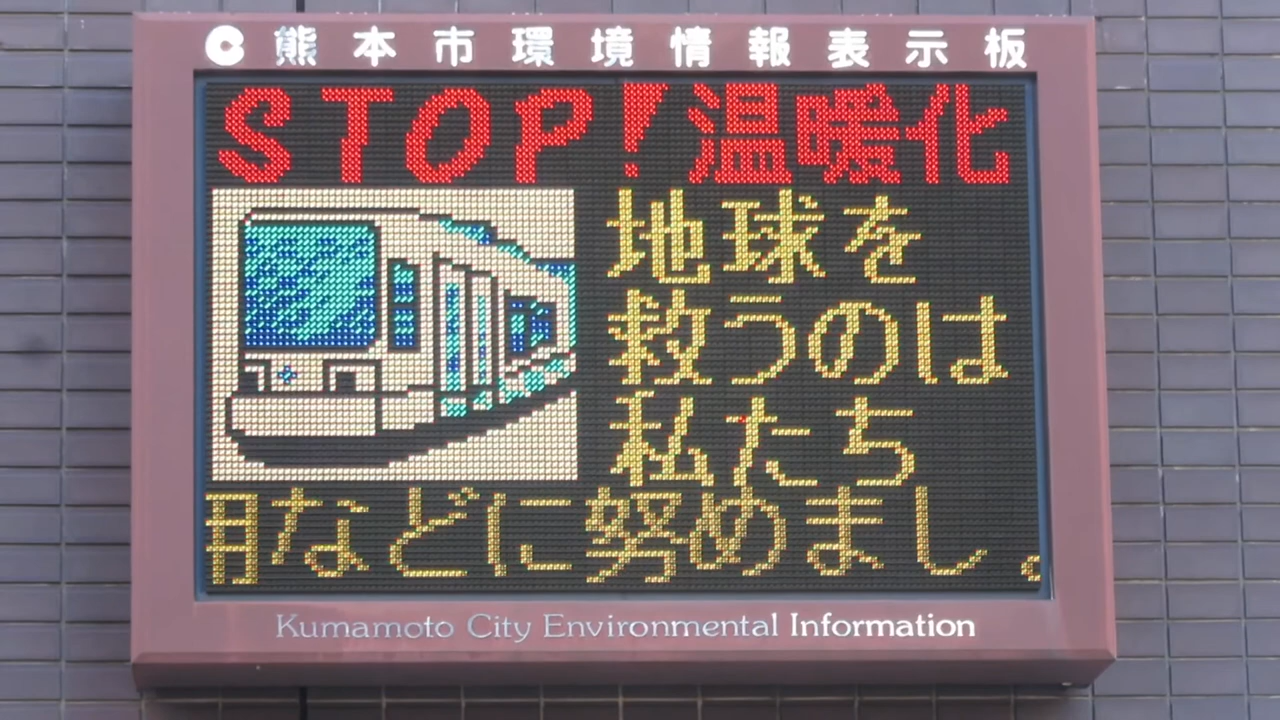 熊本市環境情報表示板
STOP!温暖化
地球を
救うのは
私たち
用などに努めまし
Kumamoto City Environmental Information